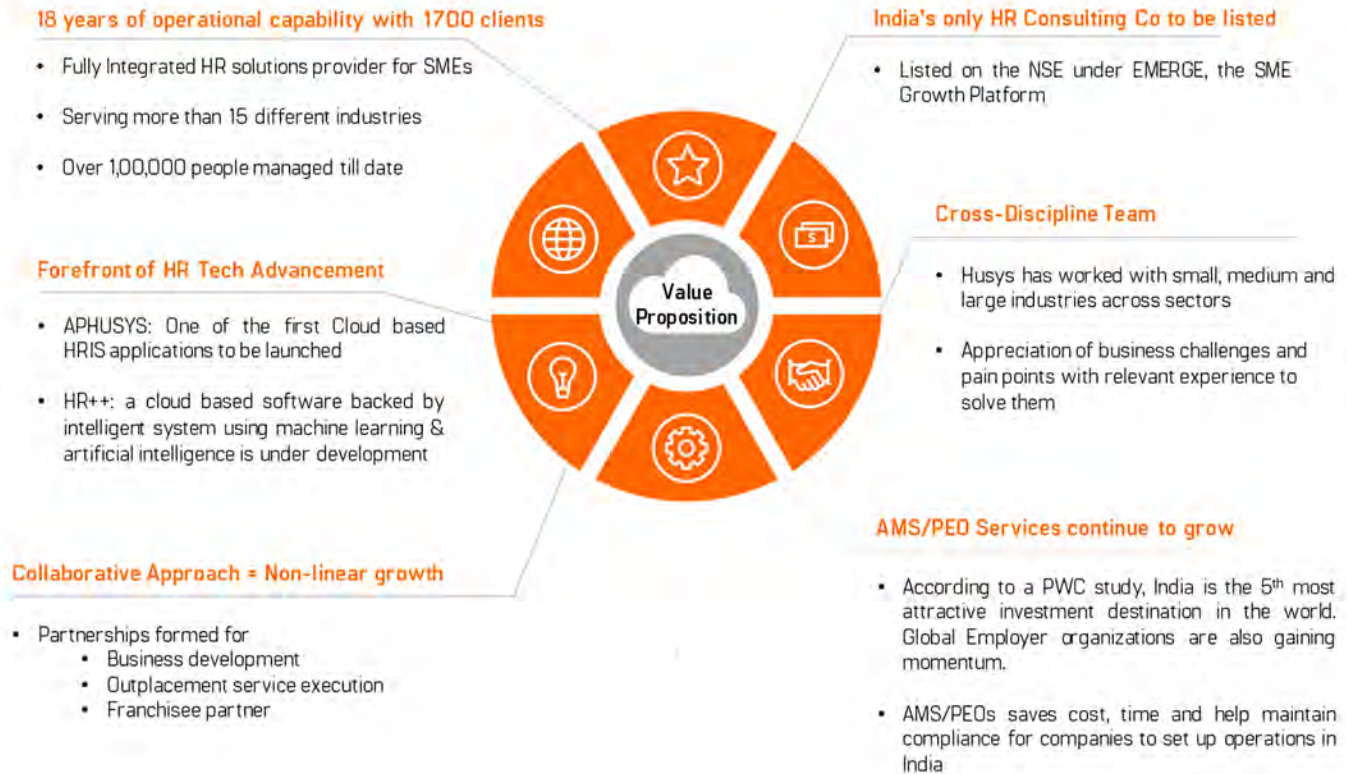 18 years of operational capability with 1700 clients
• Fully Integrated HR solutions provider for SMEs
• Serving more than 15 different industries
• Over 1,00,000 people managed till date
India's only HR Consulting Co to be listed
• Listed on the NSE under EMERGE, the SME
Growth Platform
Forefront of HR Tech Advancement
• APHUSYS: One of the first Cloud based
HRIS applications to be launched
• HR++: a cloud based software backed by
intelligent system using machine learning &
artificial intelligence is under development
Value
Proposition
$
Cross-Discipline Team
• Husys has worked with small, medium and
large industries across sectors
• Appreciation of business challenges and
pain points with relevant experience to
solve them
Collaborative Approach = Non-linear growth
• Partnerships formed for
• Business development
• Outplacement service execution
• Franchisee partner
AMS/PEO Services continue to grow
• According to a PWC study, India is the 5th most
attractive investment destination in the world.
Global Employer organizations are also gaining
momentum.
• AMS/PEOs saves cost, time and help maintain
compliance for companies to set up operations in
India